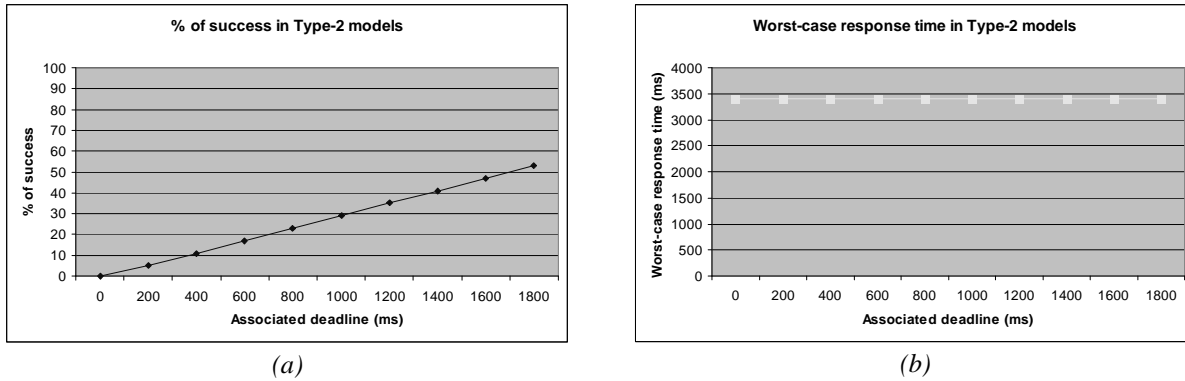 % of success in Type-2 models
% of success
100
90
80
70
60
50
40
30
20
10
0
0 200 400 600 800 1000 1200 1400 1600 1800
Associated deadline (ms)
(a)
Worst-case response time in Type-2 models
Worst-case response time (ms)
4000
3500
3000
2500
2000
1500
1000
500
0
0 200 400 600 800 1000 1200 1400 1600 1800
Associated deadline (ms)
(b)